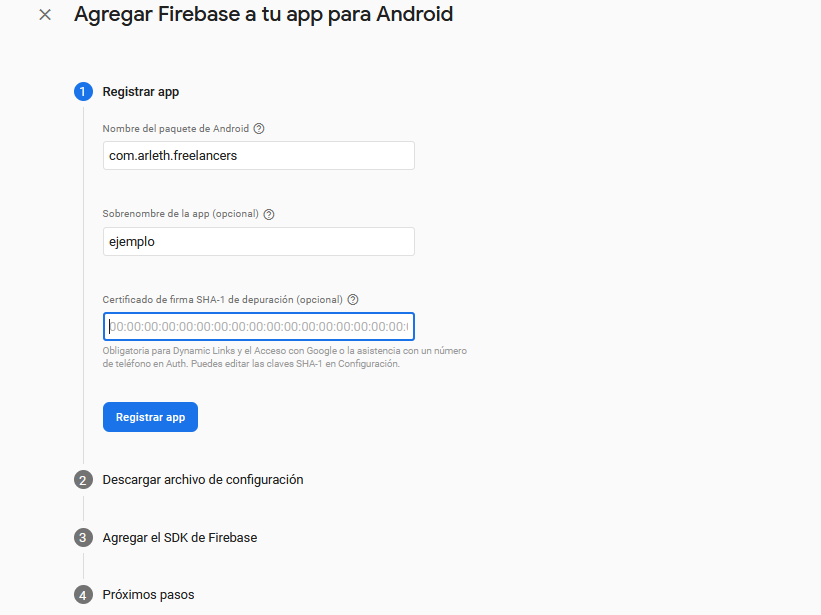 Agregar Firebase a tu app para Android
1 Registrar app
Nombre del paquete de Android
com.arleth.freelancers
Sobrenombre de la app (opcional)
ejemplo
Certificado de firma SHA-1 de depuración (opcional)
00:00:00:00:00:00:00:00:00:00:00:00:00:00:00:00:00:
Obligatoria para Dynamic Links y el Acceso con Google o la asistencia con un número
de teléfono en Auth. Puedes editar las claves SHA-1 en Configuración.
Registrar app
2 Descargar archivo de configuración
3 Agregar el SDK de Firebase
4 Próximos pasos